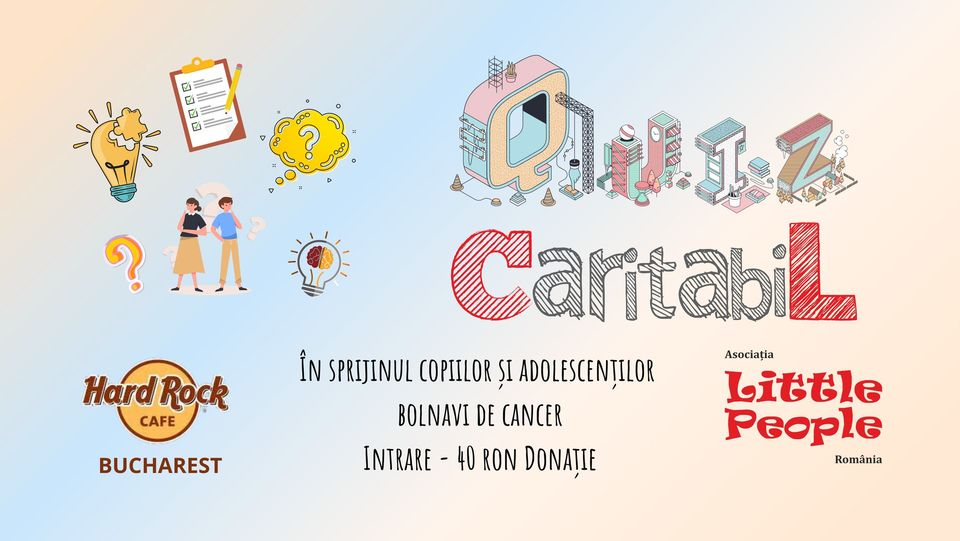 QUIZ
CaritabiL
În sprijinul copiilor și adolescenților
bolnavi de cancer
Intrare - 40 ron Donație
Hard Rock
CAFE
BUCHAREST
Asociația
Little
People
România